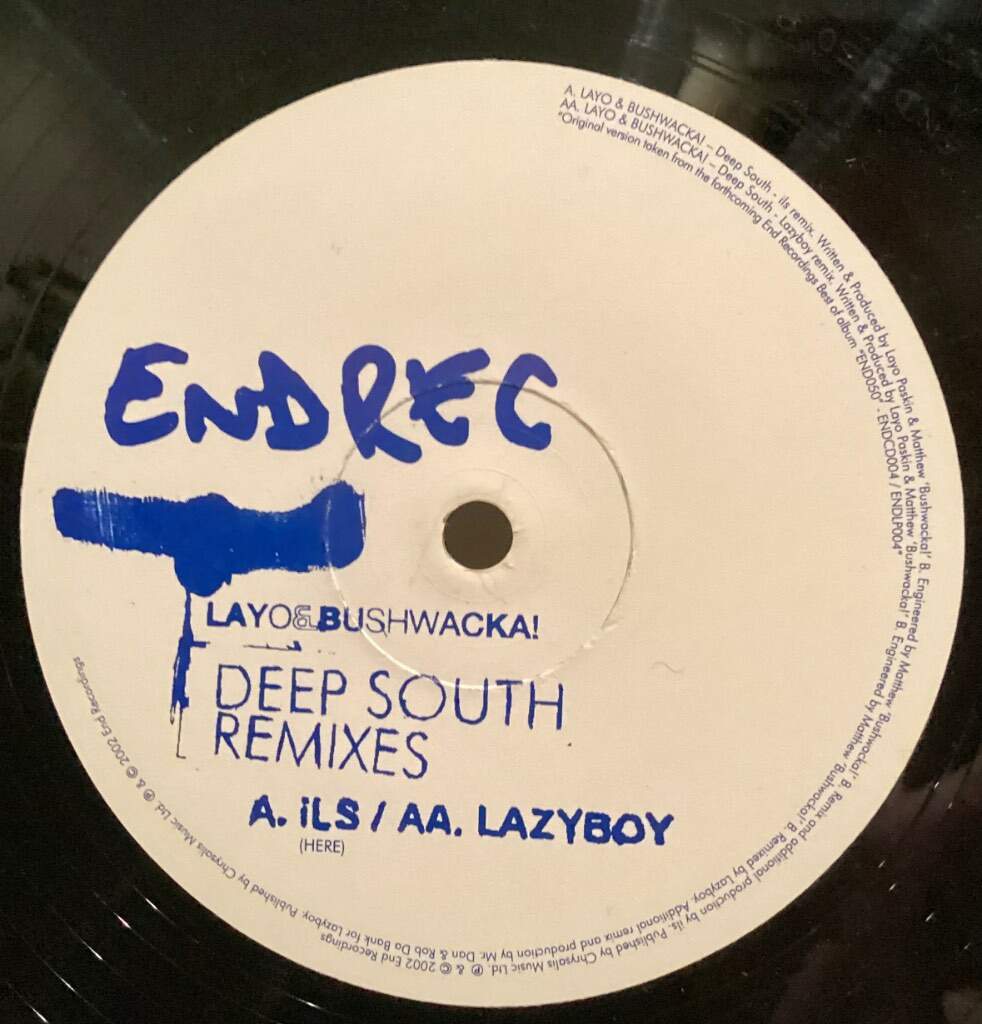 A. LAYO & BUSHWACKA! – Deep South - ils remix. Written & Produced by Layo Paskin & Matthew 'Bushwacka!' B. Engineered by Matthew 'Bushwacka!' B. Remix and additional production by ils. Published by Chrysalis Music Ltd. ℗ & © 2002 End Recordings
AA. LAYO & BUSHWACKA! – Deep South - Lazyboy remix. Written & Produced by Layo Paskin & Matthew 'Bushwacka!' B. Engineered by Matthew 'Bushwacka!' B. Remixed by Lazyboy. Additional remix and production by Mr. Dan & Rob Da Bank for Lazyboy. Published by Chrysalis Music Ltd. ℗ & © 2002 End Recordings
"Original version taken from the forthcoming End Recordings Best of album "END050" - ENDCD004 / ENDLP004"
ENDREC
LAYO&BUSHWACKA!
DEEP SOUTH
REMIXES
A. iLS / AA. LAZYBOY
(HERE)